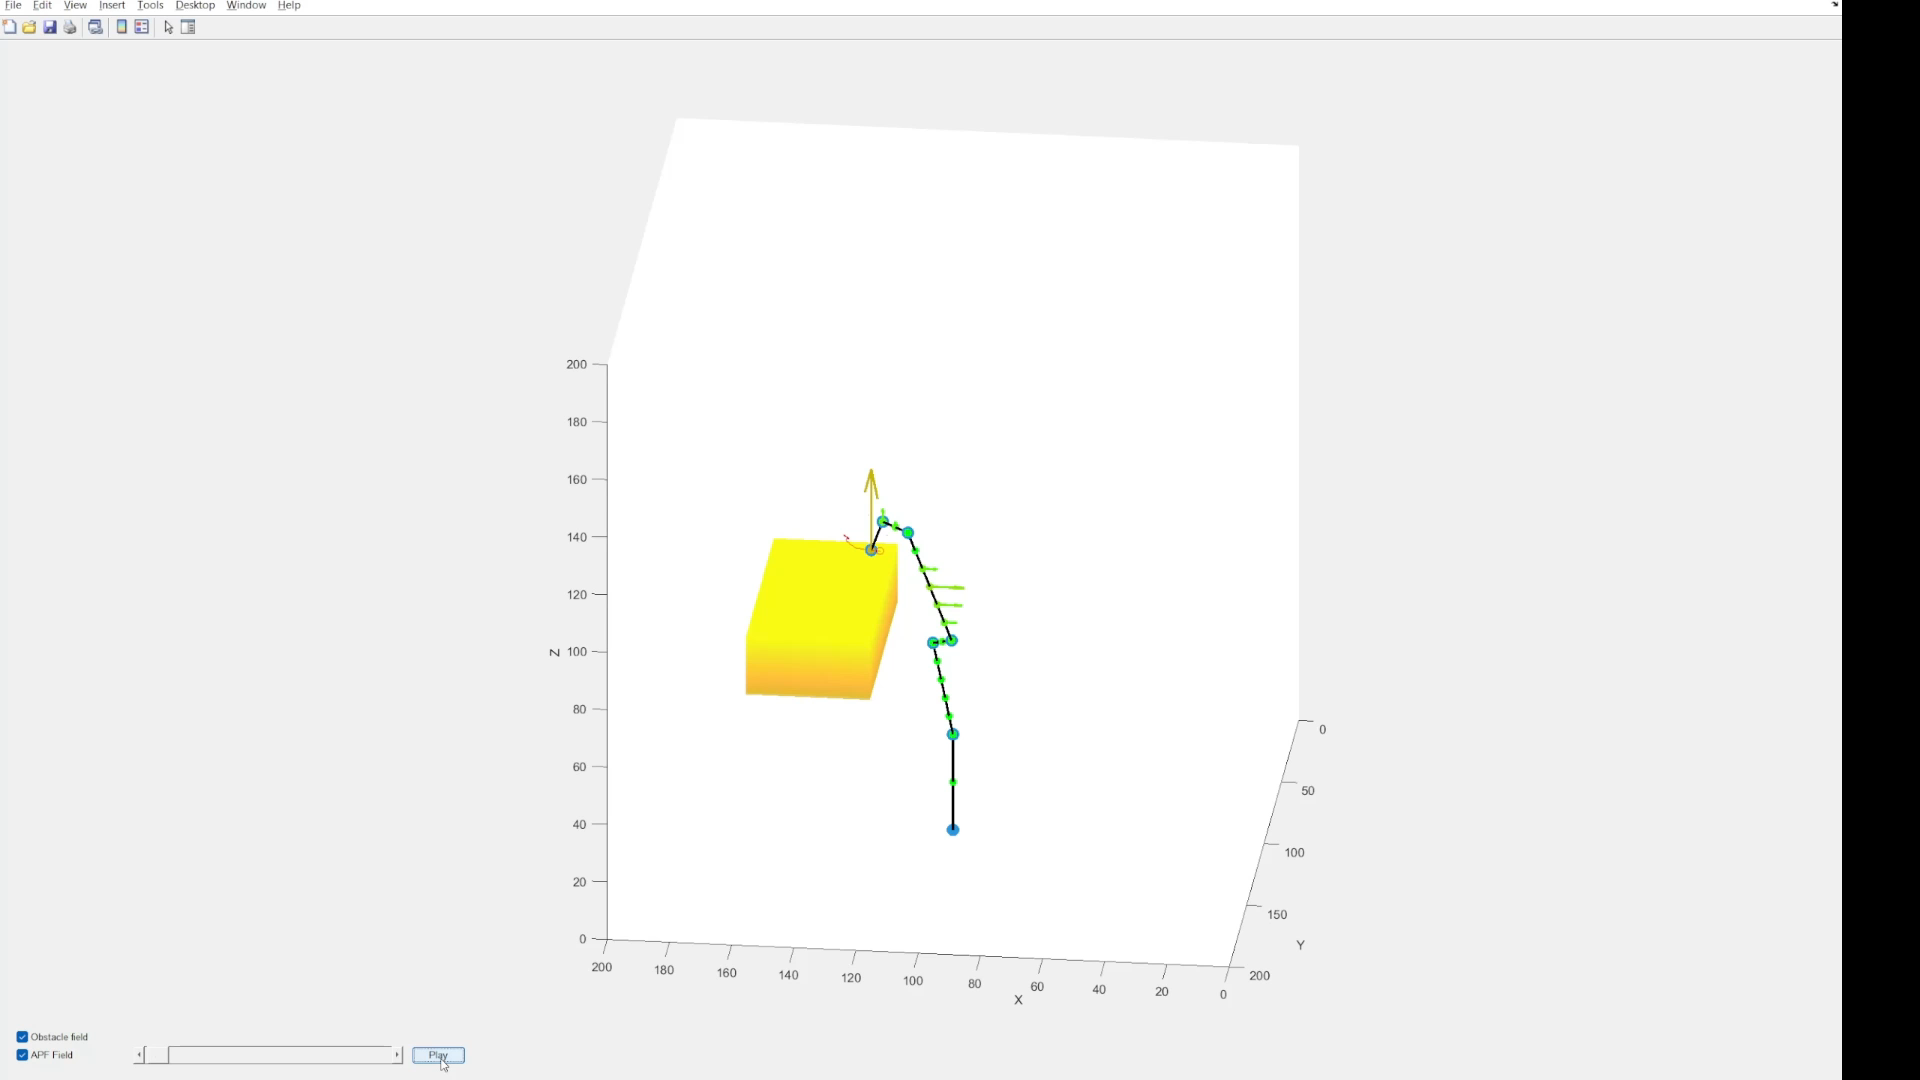 File Edit View Insert Tools Desktop Window Help
200
180
160
140
120
Z 100
80
60
40
20
0
200 180 160 140 120 100 80 60 40 20 0
X
0
50
100
150
Y
200
Obstacle field
APF Field
Play